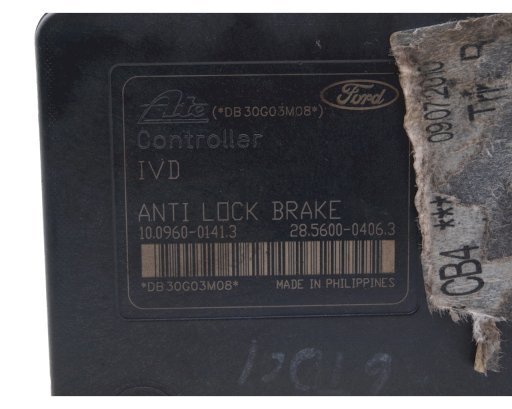 Ate (*DB30G03M08*) Ford
Controller
IVD
ANTI LOCK BRAKE
10.0960-0141.3 28.5600-0406.3
*DB30G03M08* MADE IN PHILIPPINES
CB4 *** 09072010